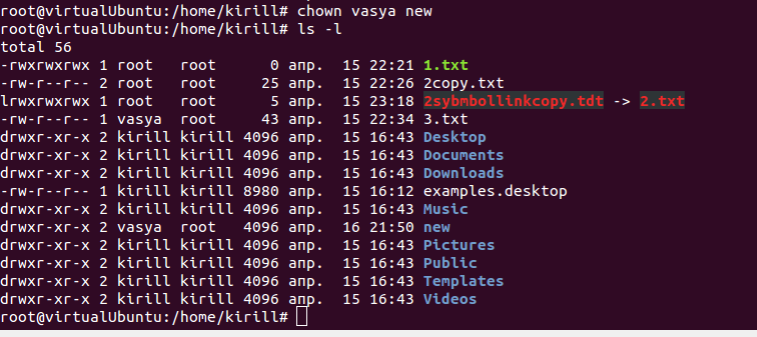 root@virtualUbuntu:/home/kirill# chown vasya new
root@virtualUbuntu:/home/kirill# ls -l
total 56
-rwxrwxrwx 1 root   root      0 апр.  15 22:21 1.txt
-rw-r--r-- 2 root   root     25 апр.  15 22:26 2copy.txt
lrwxrwxrwx 1 root   root      5 апр.  15 23:18 2sybmbollinkcopy.tdt -> 2.txt
-rw-r--r-- 1 vasya  root     43 апр.  15 22:34 3.txt
drwxr-xr-x 2 kirill kirill 4096 апр.  15 16:43 Desktop
drwxr-xr-x 2 kirill kirill 4096 апр.  15 16:43 Documents
drwxr-xr-x 2 kirill kirill 4096 апр.  15 16:43 Downloads
-rw-r--r-- 1 kirill kirill 8980 апр.  15 16:12 examples.desktop
drwxr-xr-x 2 kirill kirill 4096 апр.  15 16:43 Music
drwxr-xr-x 2 vasya  root   4096 апр.  16 21:50 new
drwxr-xr-x 2 kirill kirill 4096 апр.  15 16:43 Pictures
drwxr-xr-x 2 kirill kirill 4096 апр.  15 16:43 Public
drwxr-xr-x 2 kirill kirill 4096 апр.  15 16:43 Templates
drwxr-xr-x 2 kirill kirill 4096 апр.  15 16:43 Videos
root@virtualUbuntu:/home/kirill#